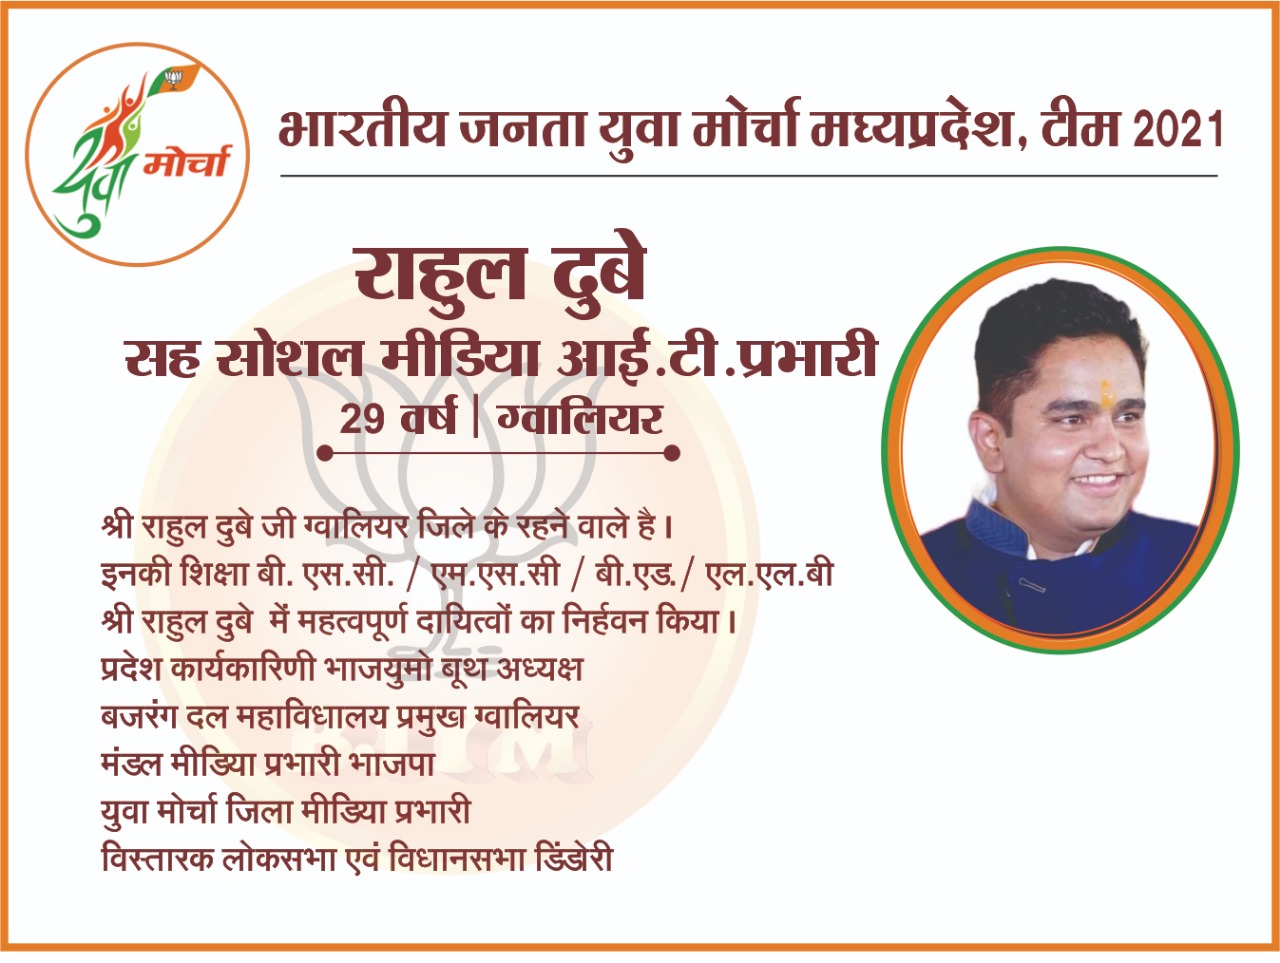 युवा मोर्चा
भारतीय जनता युवा मोर्चा मघ्यप्रदेश, टीम 2021
राहुल दुबे
सह सोशल मीडिया आई.टी.प्रभारी
29 वर्ष | ग्वालियर
श्री राहुल दुबे जी ग्वालियर जिले के रहने वाले है ।
इनकी शिक्षा बी. एस.सी. / एम.एस.सी / बी.एड./ एल.एल.बी
श्री राहुल दुबे में महत्वपूर्ण दायित्वों का निर्हवन किया ।
प्रदेश कार्यकारिणी भाजयुमो बूथ अध्यक्ष
बजरंग दल महाविधालय प्रमुख ग्वालियर
मंडल मीडिया प्रभारी भाजपा
युवा मोर्चा जिला मीडिया प्रभारी
विस्तारक लोकसभा एवं विधानसभा डिंडोरी